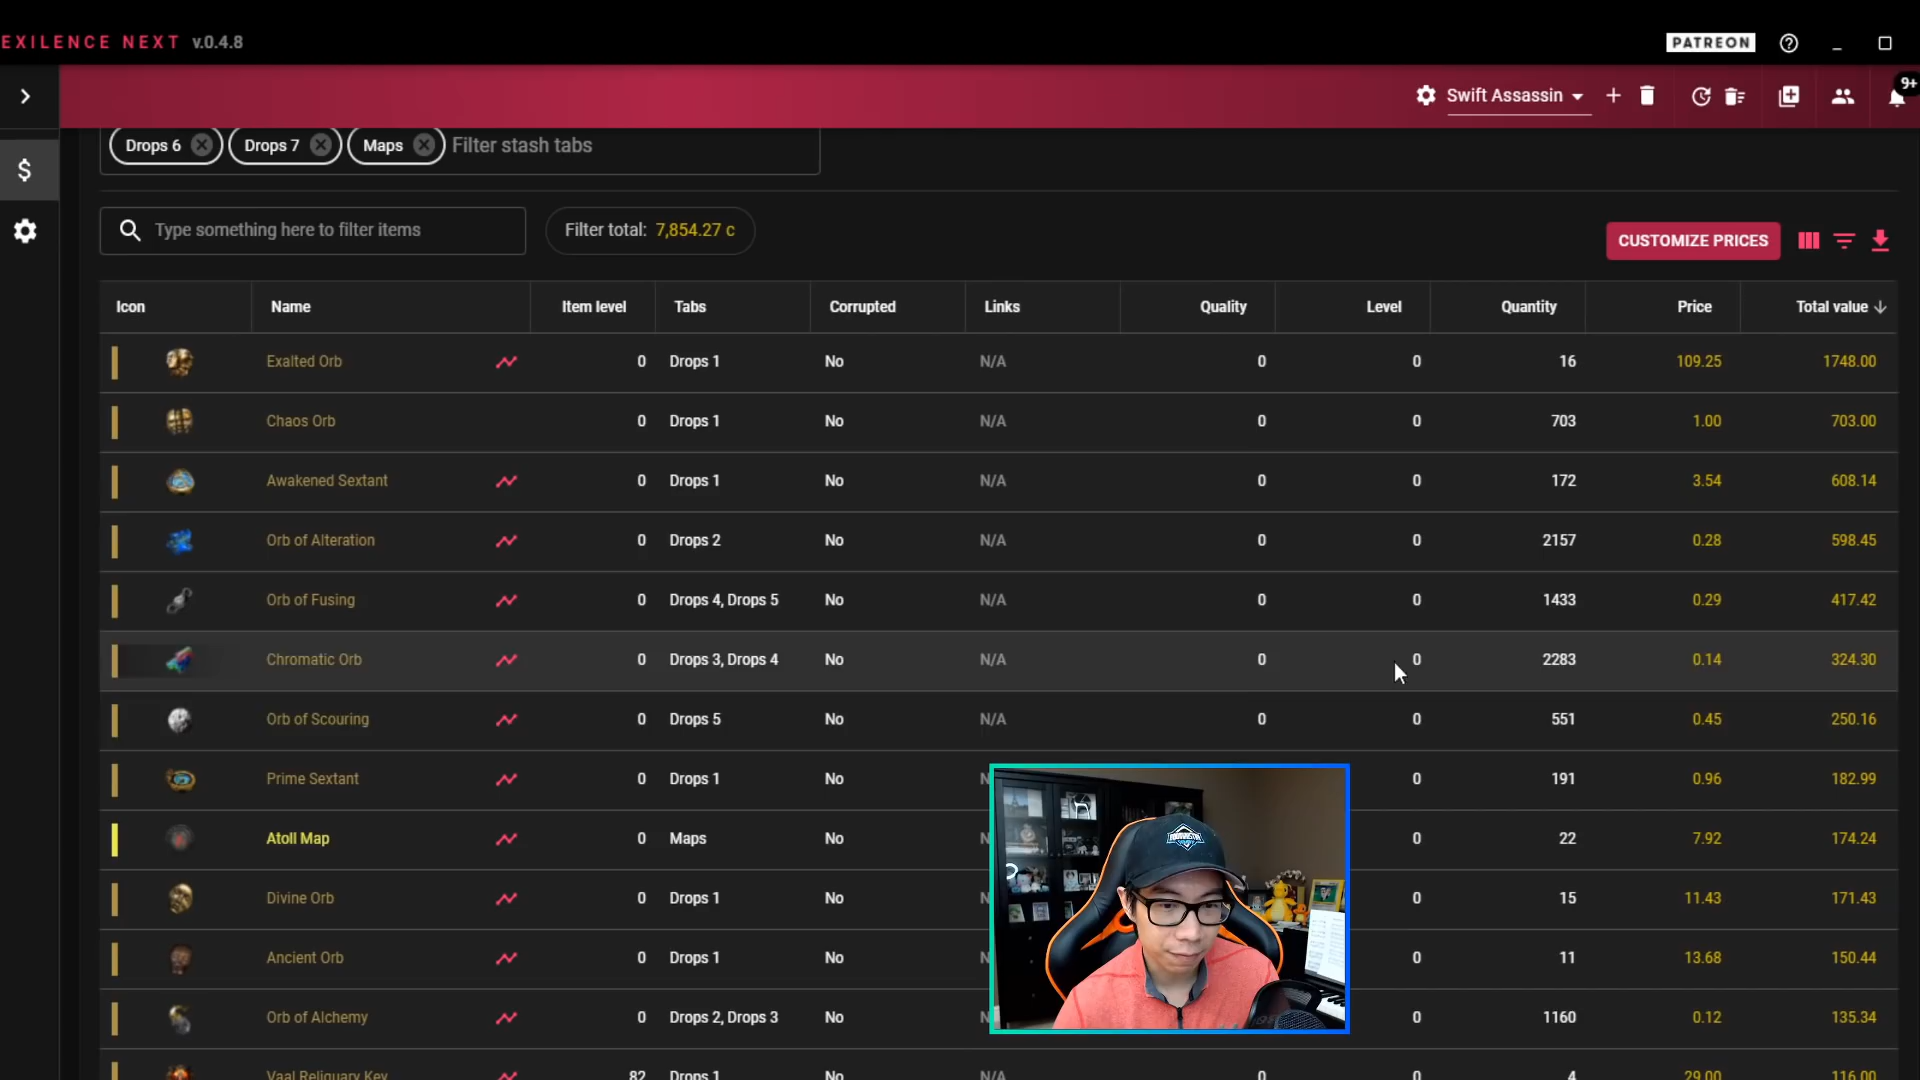 EXILENCE NEXT v.0.4.8
PATREON
Swift Assassin
9+
Drops 6 Drops 7 Maps Filter stash tabs
Type something here to filter items Filter total: 7,854.27 c
CUSTOMIZE PRICES
Icon Name Item level Tabs Corrupted Links Quality Level Quantity Price Total value
Exalted Orb 0 Drops 1 No N/A 0 0 16 109.25 1748.00
Chaos Orb 0 Drops 1 No N/A 0 0 703 1.00 703.00
Awakened Sextant 0 Drops 1 No N/A 0 0 172 3.54 608.14
Orb of Alteration 0 Drops 2 No N/A 0 0 2157 0.28 598.45
Orb of Fusing 0 Drops 4, Drops 5 No N/A 0 0 1433 0.29 417.42
Chromatic Orb 0 Drops 3, Drops 4 No N/A 0 0 2283 0.14 324.30
Orb of Scouring 0 Drops 5 No N/A 0 0 551 0.45 250.16
Prime Sextant 0 Drops 1 No N 0 191 0.96 182.99
Atoll Map 0 Maps No N 0 22 7.92 174.24
Divine Orb 0 Drops 1 No N 0 15 11.43 171.43
Ancient Orb 0 Drops 1 No N 0 11 13.68 150.44
Orb of Alchemy 0 Drops 2, Drops 3 No N 0 1160 0.12 135.34
Vaal Reliquary Key 82 Drops 1 No N/A 0 0 4 29.00 116.00